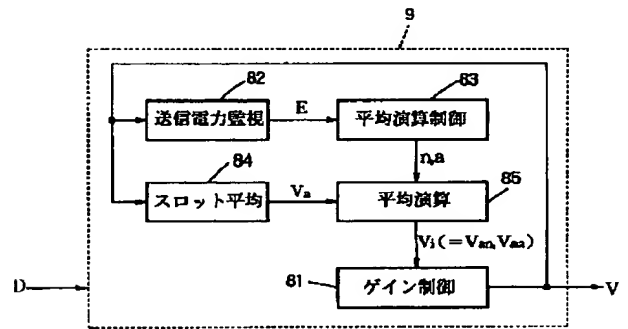 9
82
83
送信電力監視
E
平均演算制御
84
n,a
85
スロット平均
Va
平均演算
Vi(=Van,Vaa)
D
81
ゲイン制御
V